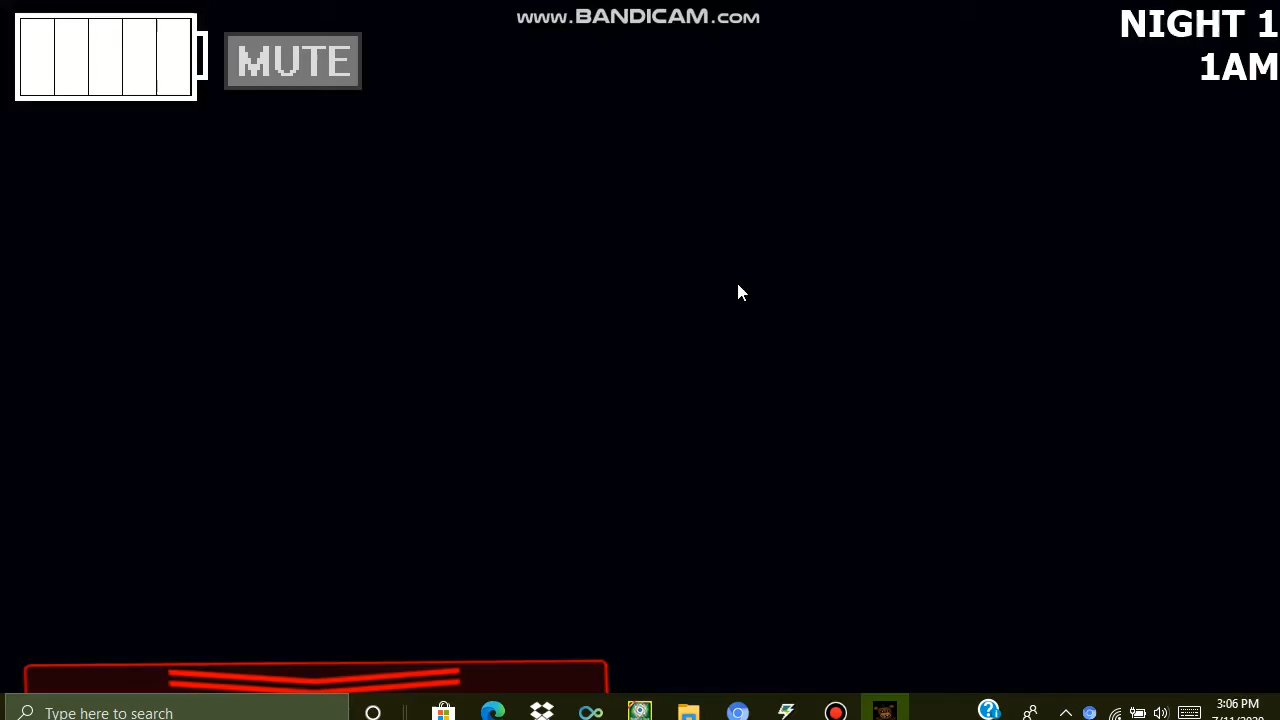 www.BANDICAM.com
NIGHT 1
1AM
MUTE
Type here to search
3:06 PM